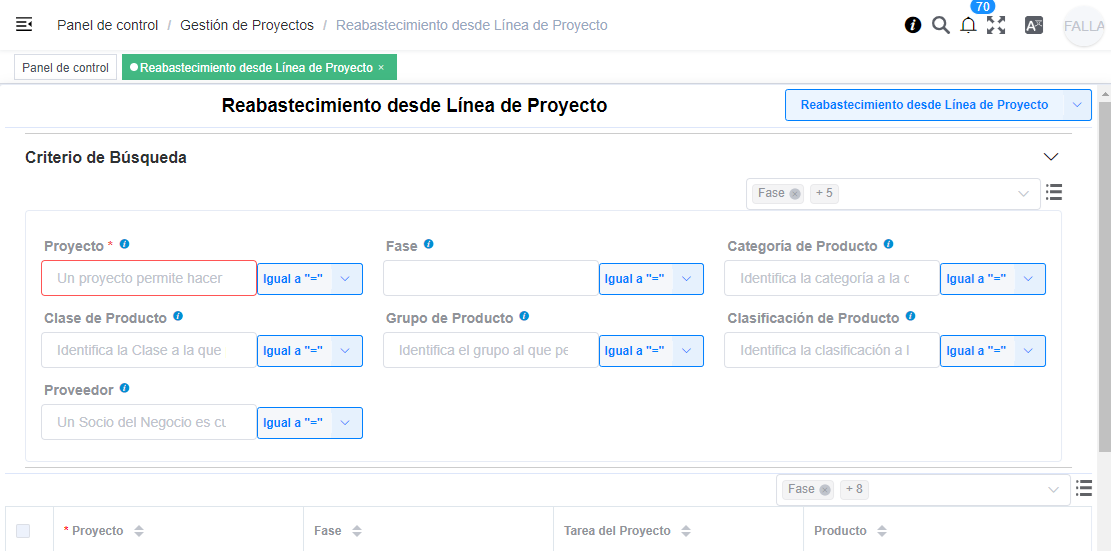 Panel de control / Gestión de Proyectos / Reabastecimiento desde Línea de Proyecto
70
FALLA
Panel de control
Reabastecimiento desde Línea de Proyecto ×
Reabastecimiento desde Línea de Proyecto
Reabastecimiento desde Línea de Proyecto
Criterio de Búsqueda
Fase + 5
Proyecto * Fase Categoría de Producto
Un proyecto permite hacer Igual a "=" Igual a "=" Identifica la categoría a la c Igual a "="
Clase de Producto Grupo de Producto Clasificación de Producto
Identifica la Clase a la que Igual a "=" Identifica el grupo al que pe Igual a "=" Identifica la clasificación a l Igual a "="
Proveedor
Un Socio del Negocio es cu Igual a "="
Fase + 8
* Proyecto Fase Tarea del Proyecto Producto